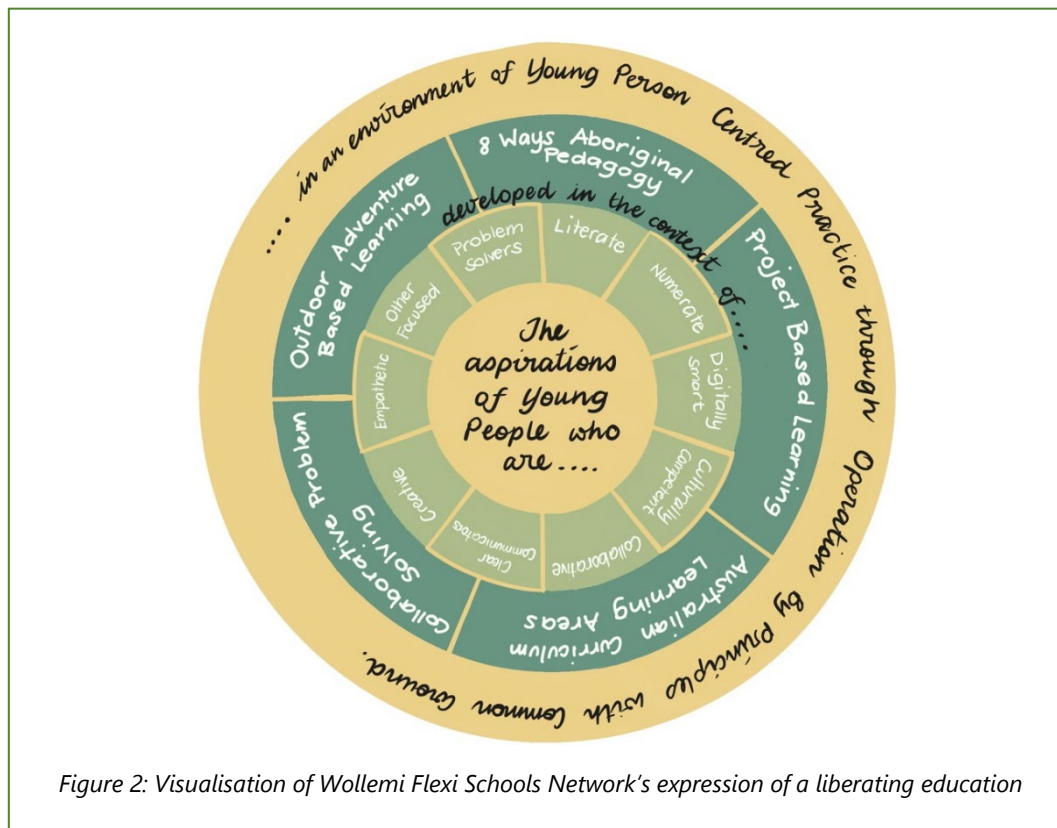 The
aspirations
of Young
People who
are....
Problem
Solvers
Literate
Numerate
Digitally
smart
Culturally
Competent
Collaborative
Clear
Communicators
Creative
Empathetic
Other
Focused
developed in the context of.....
8 Ways Aboriginal
Pedagogy
Project Based Learning
Australian Curriculum
Learning Areas
Collaborative Problem
Solving
Outdoor Adventure
Based Learning
.... in an environment of Young Person Centred practice through Operation By Principles with Common Ground.
Figure 2: Visualisation of Wollemi Flexi Schools Network's expression of a liberating education